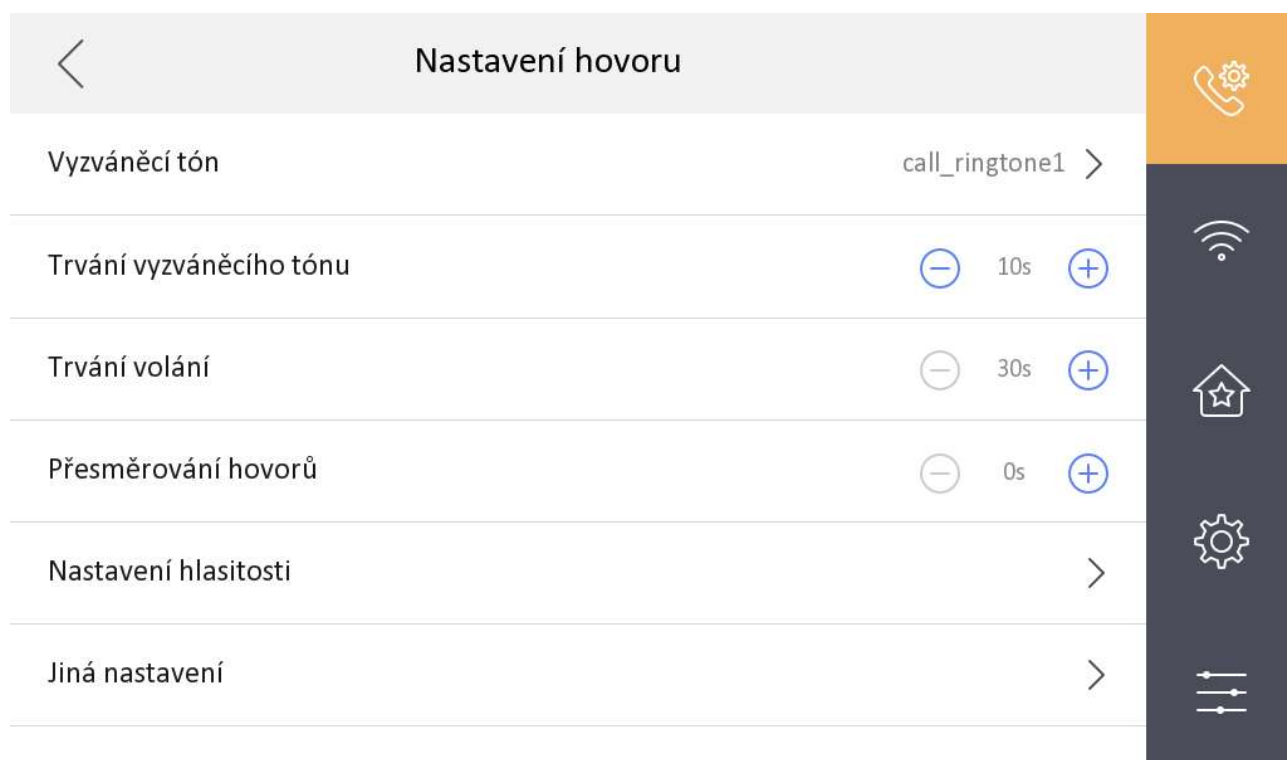 Nastavení hovoru
Vyzváněcí tón call_ringtone1
Trvání vyzváněcího tónu 10s
Trvání volání 30s
Přesměrování hovorů 0s
Nastavení hlasitosti
Jiná nastavení